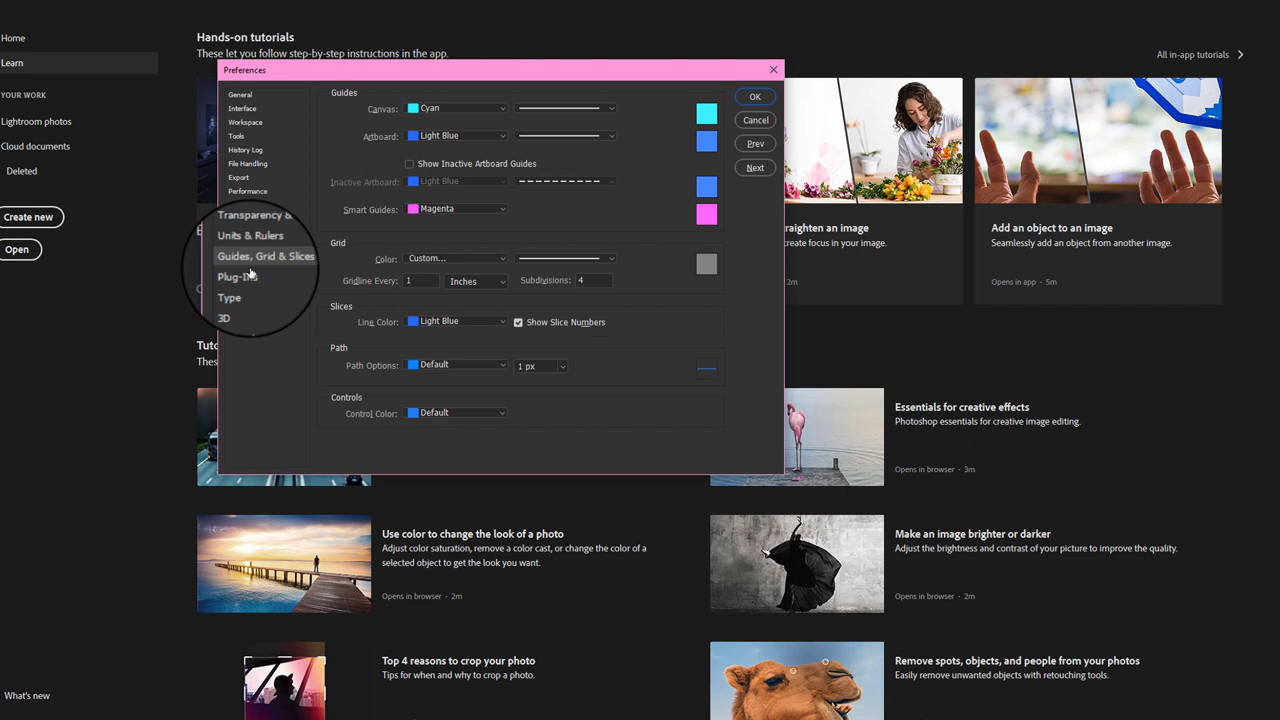 Home
Learn
YOUR WORK
Lightroom photos
Cloud documents
Deleted
Create new
Open
What's new
Hands-on tutorials
These let you follow step-by-step instructions in the app.
All in-app tutorials
Preferences
General
Interface
Workspace
Tools
History Log
File Handling
Export
Performance
Transparency &
Units & Rulers
Guides, Grid & Slices
Plug-Ins
Type
3D
Guides
Canvas: Cyan
Artboard: Light Blue
Show Inactive Artboard Guides
Inactive Artboard: Light Blue
Smart Guides: Magenta
Grid
Color: Custom...
Gridline Every: 1 Inches Subdivisions: 4
Slices
Line Color: Light Blue Show Slice Numbers
Path
Path Options: Default 1 px
Controls
Control Color: Default
OK
Cancel
Prev
Next
raighten an image
create focus in your image.
2m
Add an object to an image
Seamlessly add an object from another image.
Opens in app · 5m
Tuto
Thes
Essentials for creative effects
Photoshop essentials for creative image editing.
Opens in browser · 3m
Use color to change the look of a photo
Adjust color saturation, remove a color cast, or change the color of a
selected object to get the look you want.
Opens in browser · 2m
Make an image brighter or darker
Adjust the brightness and contrast of your picture to improve the quality.
Opens in browser · 2m
Top 4 reasons to crop your photo
Tips for when and why to crop a photo.
Remove spots, objects, and people from your photos
Easily remove unwanted objects with retouching tools.